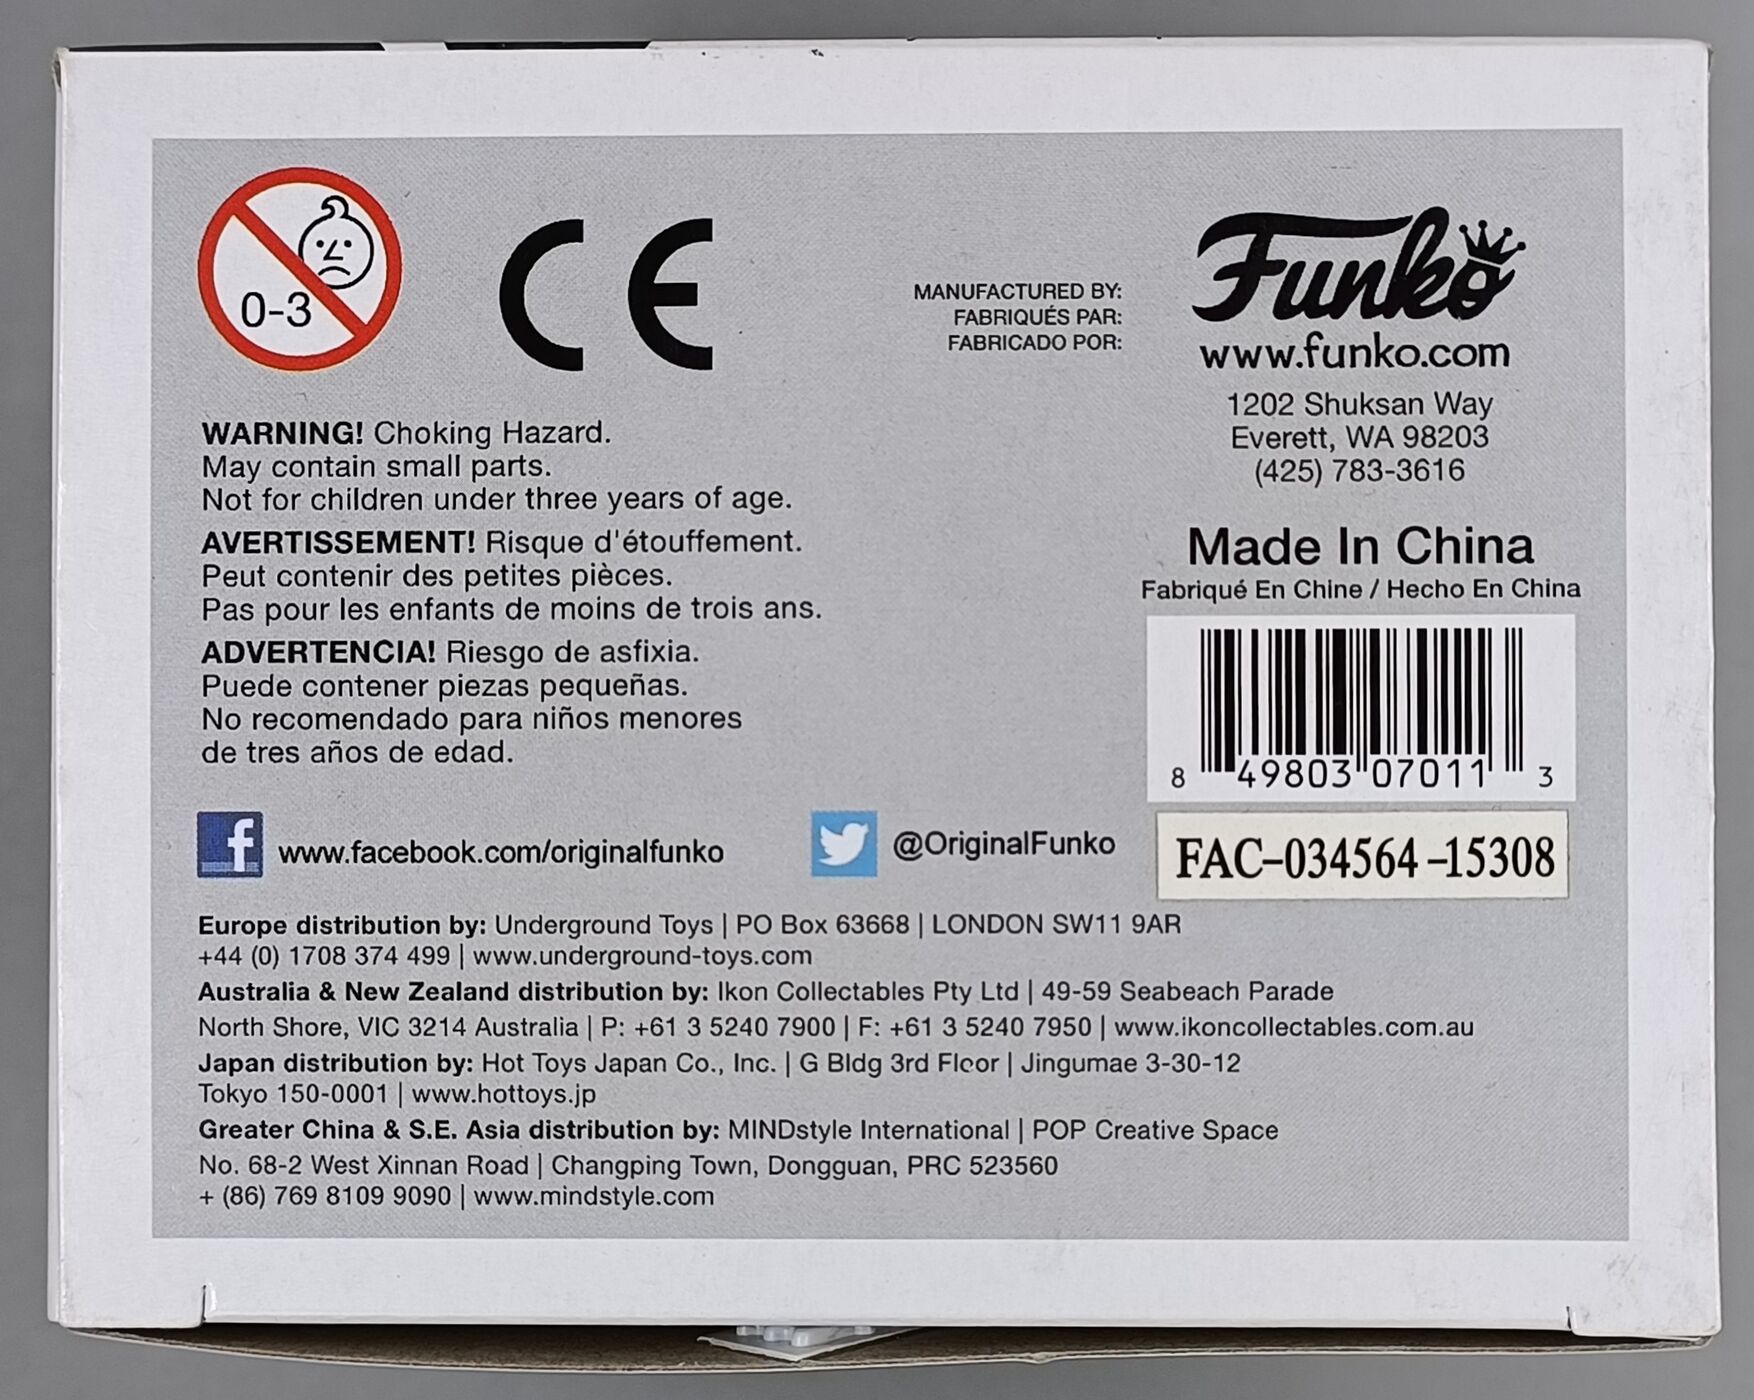 0-3
CE
MANUFACTURED BY:
FABRIQUÉS PAR:
FABRICADO POR:
Funko
www.funko.com
1202 Shuksan Way
Everett, WA 98203
(425) 783-3616
WARNING! Choking Hazard.
May contain small parts.
Not for children under three years of age.
AVERTISSEMENT! Risque d'étouffement.
Peut contenir des petites pièces.
Pas pour les enfants de moins de trois ans.
ADVERTENCIA! Riesgo de asfixia.
Puede contener piezas pequeñas.
No recomendado para niños menores
de tres años de edad.
Made In China
Fabriqué En Chine / Hecho En China
8 49803 07011 3
f www.facebook.com/originalfunko
@OriginalFunko
FAC-034564-15308
Europe distribution by: Underground Toys | PO Box 63668 | LONDON SW11 9AR
+44 (0) 1708 374 499 | www.underground-toys.com
Australia & New Zealand distribution by: Ikon Collectables Pty Ltd | 49-59 Seabeach Parade
North Shore, VIC 3214 Australia | P: +61 3 5240 7900 | F: +61 3 5240 7950 | www.ikoncollectables.com.au
Japan distribution by: Hot Toys Japan Co., Inc. | G Bldg 3rd Floor | Jingumae 3-30-12
Tokyo 150-0001 | www.hottoys.jp
Greater China & S.E. Asia distribution by: MINDstyle International | POP Creative Space
No. 68-2 West Xinnan Road | Changping Town, Dongguan, PRC 523560
+ (86) 769 8109 9090 | www.mindstyle.com